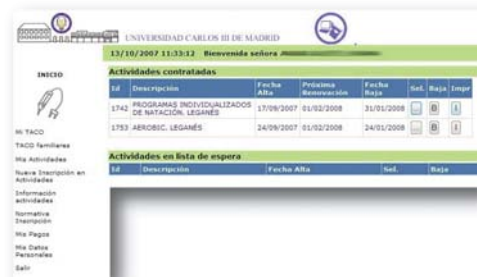 UNIVERSIDAD CARLOS III DE MADRID
13/10/2007 11:33:12 Bienvenida señora
INICIO
Actividades contratadas
Id Descripción Fecha Alta Próxima Renovación Fecha Baja Sel. Baja Impr
1742 PROGRAMAS INDIVIDUALIZADOS DE NATACIÓN. LEGANÉS 17/09/2007 01/02/2008 31/01/2008 ... B I
1753 AEROBIC. LEGANÉS 24/09/2007 01/02/2008 24/01/2008 ... B I
Actividades en lista de espera
Id Descripción Fecha Alta Sel. Baja
Mi TACO
TACO Familiares
Mis Actividades
Nueva Inscripción en Actividades
Información actividades
Normativa Inscripción
Mis Pagos
Mis Datos Personales
Salir